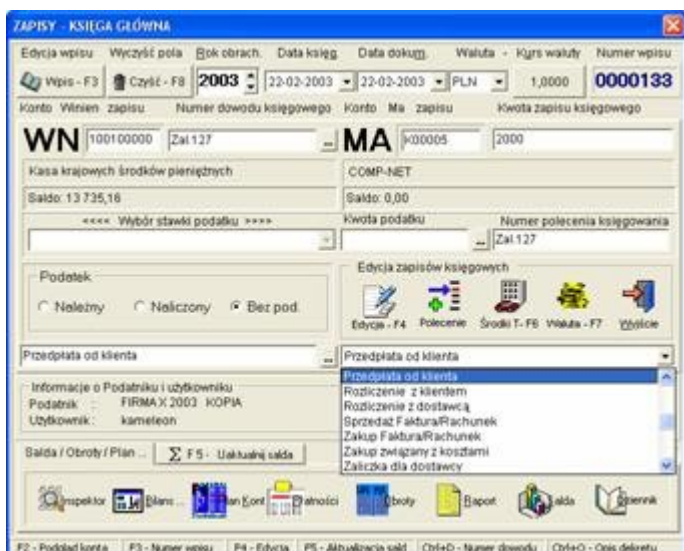 ZAPISY - KSIĘGA GŁÓWNA
Edycja wpisu Wyczyść pola Rok obrach. Data księg Data dokum. Waluta - Kurs waluty Numer wpisu
Wpis - F3 Czyść - F8 2003 22-02-2003 22-02-2003 PLN 1,0000 0000133
Konto Winien zapisu Numer dowodu księgowego Konto Ma zapisu Kwota zapisu księgowego
WN 100100000 Zal.127 ... MA K00005 2000
Kasa krajowych środków pieniężnych COMP-NET
Saldo: 13 735,16 Saldo: 0,00
<<<< Wybór stawki podatku >>>> Kwota podatku Numer polecenia księgowania
... Zal.127
Podatek Edycja zapisów księgowych
Należny Naliczony Bez pod.
Edycja - F4 Polecenie Środki T- F6 Waluta - F7 Wyjście
Przedpłata od klienta ... Przedpłata od klienta
Przedpłata od klienta
Informacje o Podatniku i użytkowniku Rozliczenie z klientem
Podatnik : FIRMA X 2003 KOPIA Rozliczenie z dostawcą
Użytkownik : kameleon Sprzedaż Faktura/Rachunek
Zakup Faktura/Rachunek
Salda / Obroty / Plan ... Σ F 5 - Uaktualnij salda Zakup związany z kosztami
Zaliczka dla dostawcy
Inspektor Bilans ... Plan Kont Płatności Obroty Raport Salda Dziennik
F2 - Podgląd konta F3 - Numer wpisu F4 - Edycja F5 - Aktualizacja sald Ctrl+D - Numer dowodu Ctrl+O - Opis dekretu